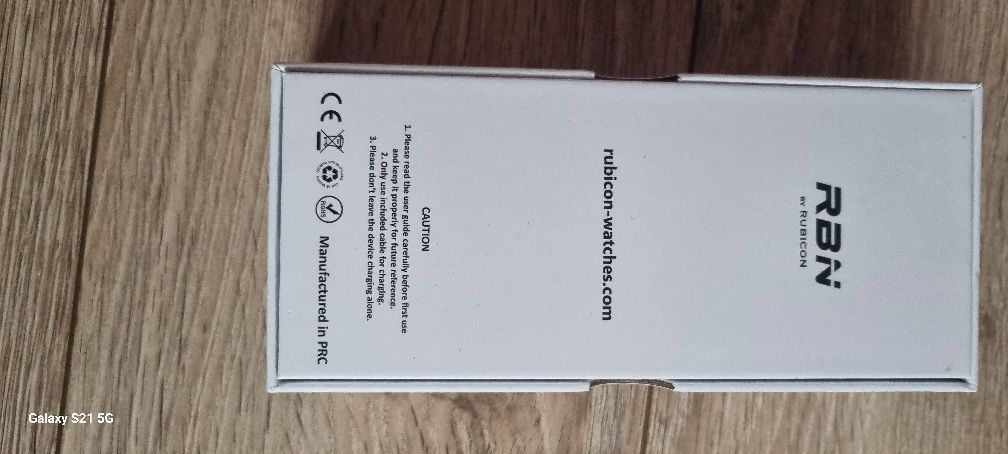 RBN
BY RUBICON
rubicon-watches.com
CAUTION
1. Please read the user guide carefully before first use
and keep it properly for future reference.
2. Only use included cable for charging.
3. Please don't leave the device charging alone.
CE
RoHS
Manufactured in PRC
Galaxy S21 5G